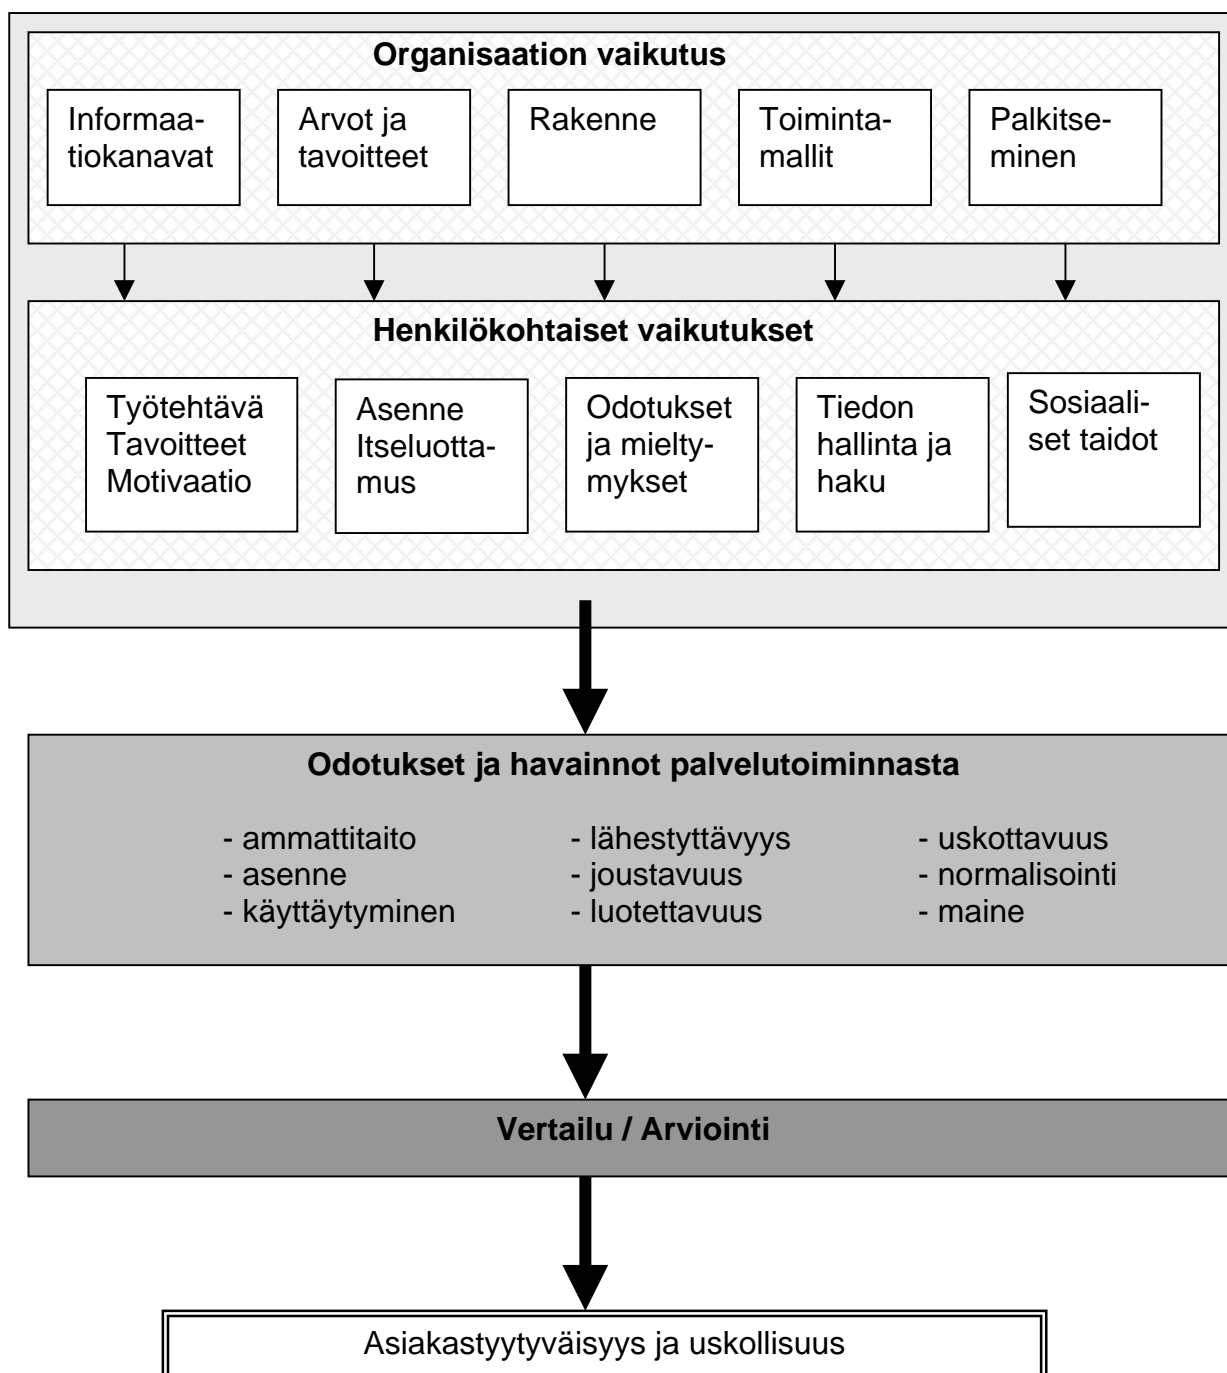 Organisaation vaikutus
Informaa-
tiokanavat
Arvot ja
tavoitteet
Rakenne
Toiminta-
mallit
Palkitse-
minen
Henkilökohtaiset vaikutukset
Työtehtävä
Tavoitteet
Motivaatio
Asenne
Itseluotta-
mus
Odotukset
ja mielty-
mykset
Tiedon
hallinta ja
haku
Sosiaali-
set taidot
Odotukset ja havainnot palvelutoiminnasta
- ammattitaito
- asenne
- käyttäytyminen
- lähestyttävyys
- joustavuus
- luotettavuus
- uskottavuus
- normalisointi
- maine
Vertailu / Arviointi
Asiakastyytyväisyys ja uskollisuus